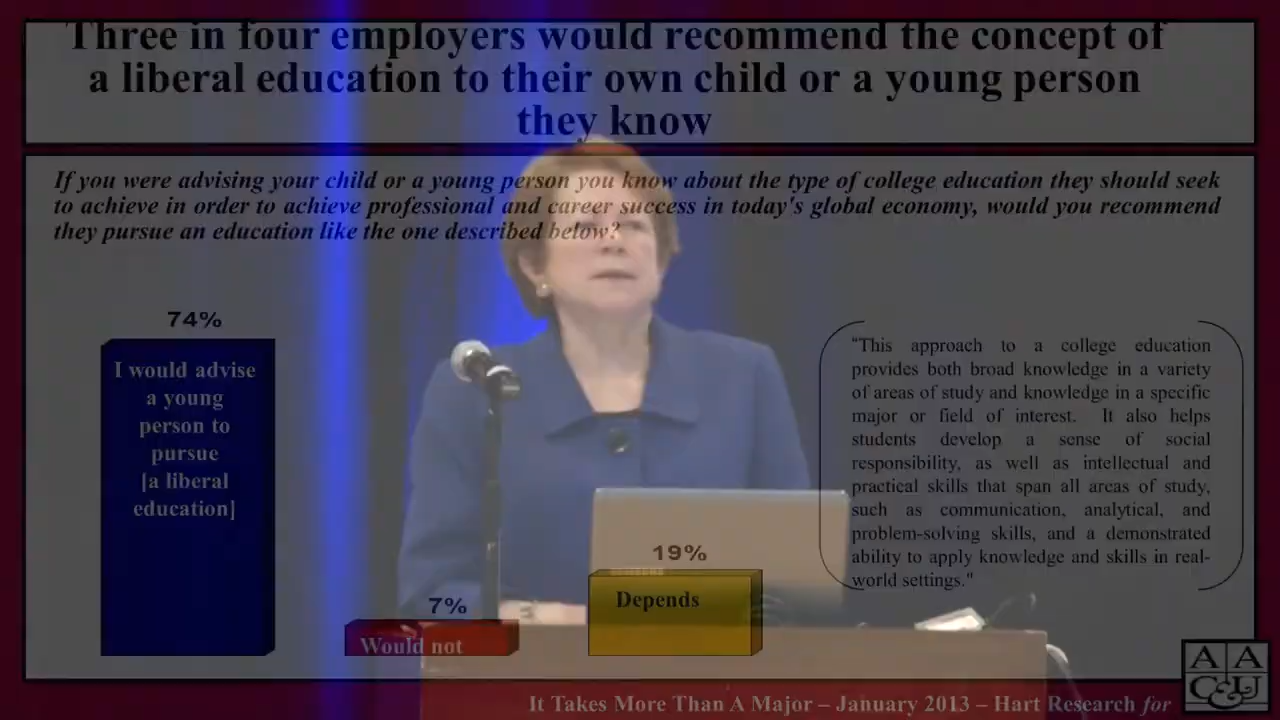 Three in four employers would recommend the concept of
a liberal education to their own child or a young person
they know
If you were advising your child or a young person you know about the type of college education they should seek
to achieve in order to achieve professional and career success in today's global economy, would you recommend
they pursue an education like the one described below?
74%
I would advise
a young
person to
pursue
[a liberal
education]
7%
Would not
19%
Depends
"This approach to a college education
provides both broad knowledge in a variety
of areas of study and knowledge in a specific
major or field of interest. It also helps
students develop a sense of social
responsibility, as well as intellectual and
practical skills that span all areas of study,
such as communication, analytical, and
problem-solving skills, and a demonstrated
ability to apply knowledge and skills in real-
world settings."
It Takes More Than A Major – January 2013 – Hart Research for
AA
C&U